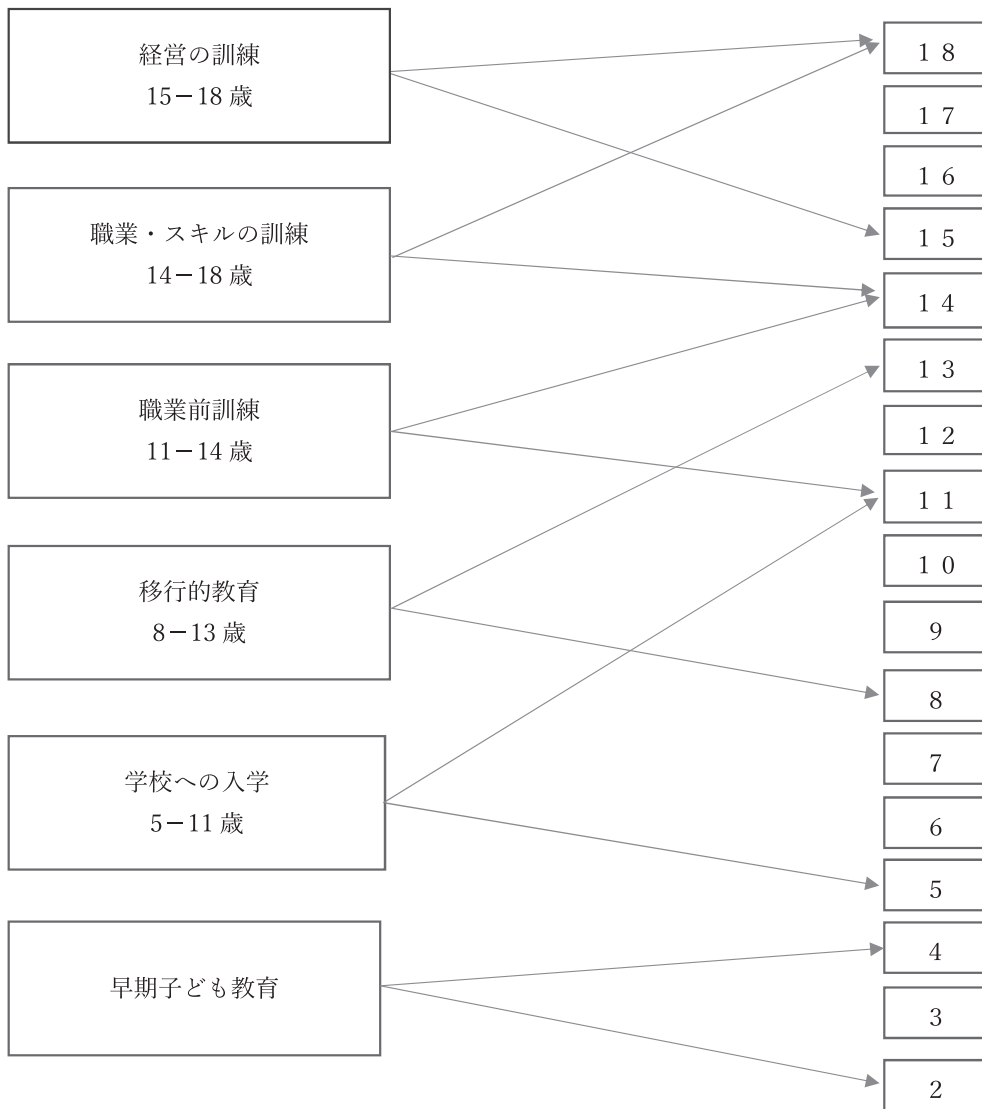 経営の訓練
15－18 歳
職業・スキルの訓練
14－18 歳
職業前訓練
11－14 歳
移行的教育
8－13 歳
学校への入学
5－11 歳
早期子ども教育
１８
１７
１６
１５
１４
１３
１２
１１
１０
９
８
７
６
５
４
３
２